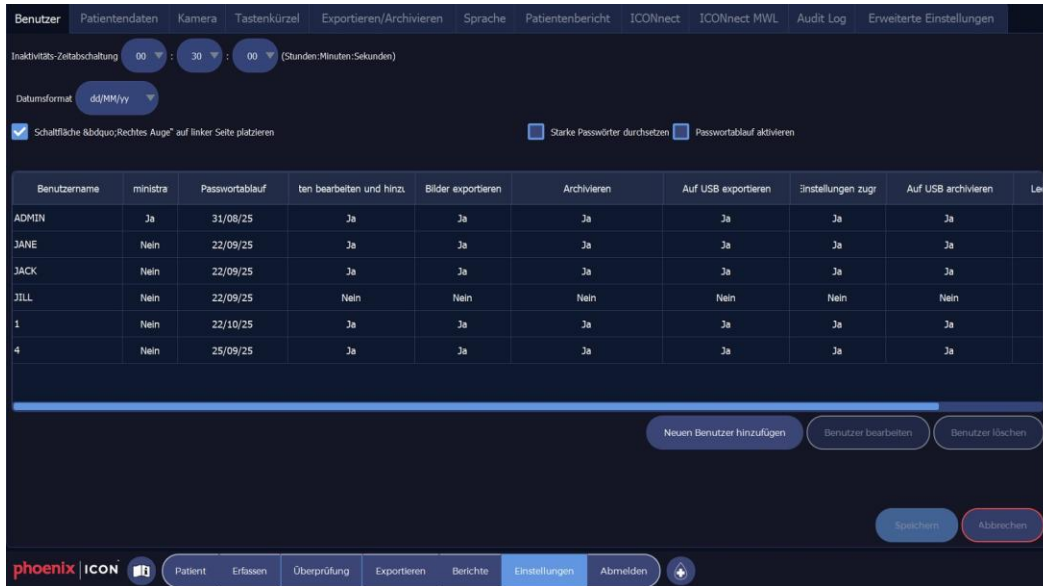 Benutzer Patientendaten Kamera Tastenkürzel Exportieren/Archivieren Sprache Patientenbericht ICONnect ICONnect MWL Audit Log Erweiterte Einstellungen
Inaktivitäts-Zeitabschaltung 00 : 30 : 00 (Stunden:Minuten:Sekunden)
Datumsformat dd/MM/yy
Schaltfläche &bdquo;Rechtes Auge" auf linker Seite platzieren Starke Passwörter durchsetzen Passwortablauf aktivieren
Benutzername ministra Passwortablauf ten bearbeiten und hinzu Bilder exportieren Archivieren Auf USB exportieren Einstellungen zugr Auf USB archivieren
ADMIN Ja 31/08/25 Ja Ja Ja Ja Ja Ja
JANE Nein 22/09/25 Ja Ja Ja Ja Ja Ja
JACK Nein 22/09/25 Ja Ja Ja Ja Ja Ja
JILL Nein 22/09/25 Nein Nein Nein Nein Nein Nein
1 Nein 22/10/25 Ja Ja Ja Ja Ja Ja
4 Nein 25/09/25 Ja Ja Ja Ja Ja Ja
Neuen Benutzer hinzufügen Benutzer bearbeiten Benutzer löschen
Speichern Abbrechen
phoenix ICON Patient Erfassen Überprüfung Exportieren Berichte Einstellungen Abmelden